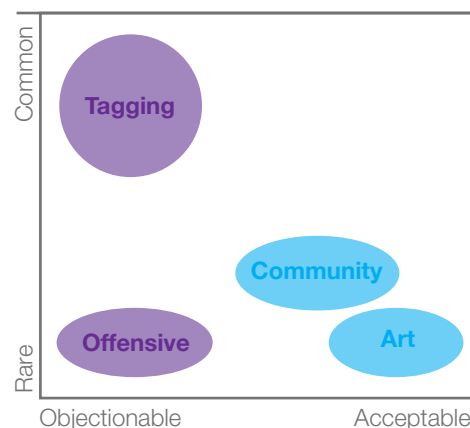 Common
Tagging
Community
Offensive
Art
Rare
Objectionable
Acceptable